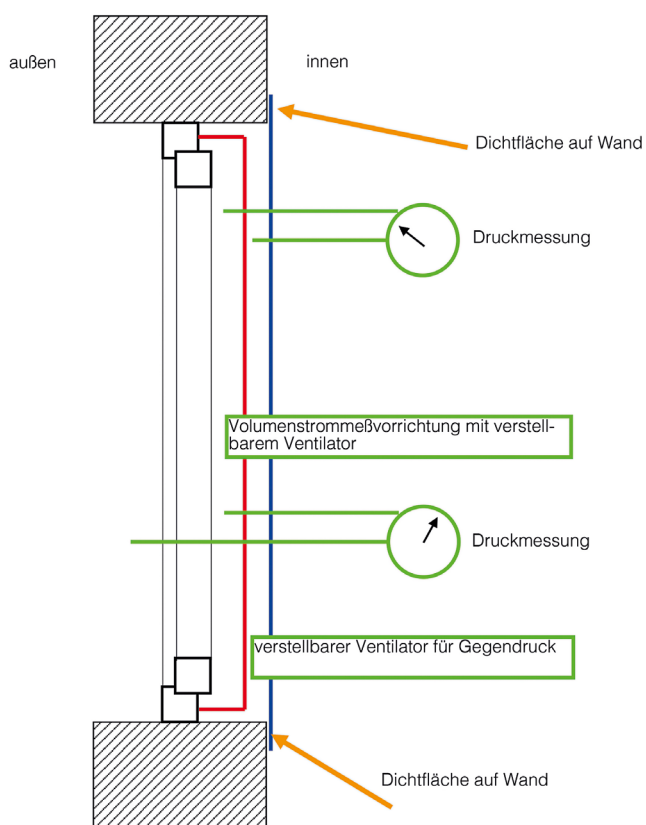 außen
innen
Dichtfläche auf Wand
Druckmessung
Volumenstrommeßvorrichtung mit verstell-
barem Ventilator
Druckmessung
verstellbarer Ventilator für Gegendruck
Dichtfläche auf Wand